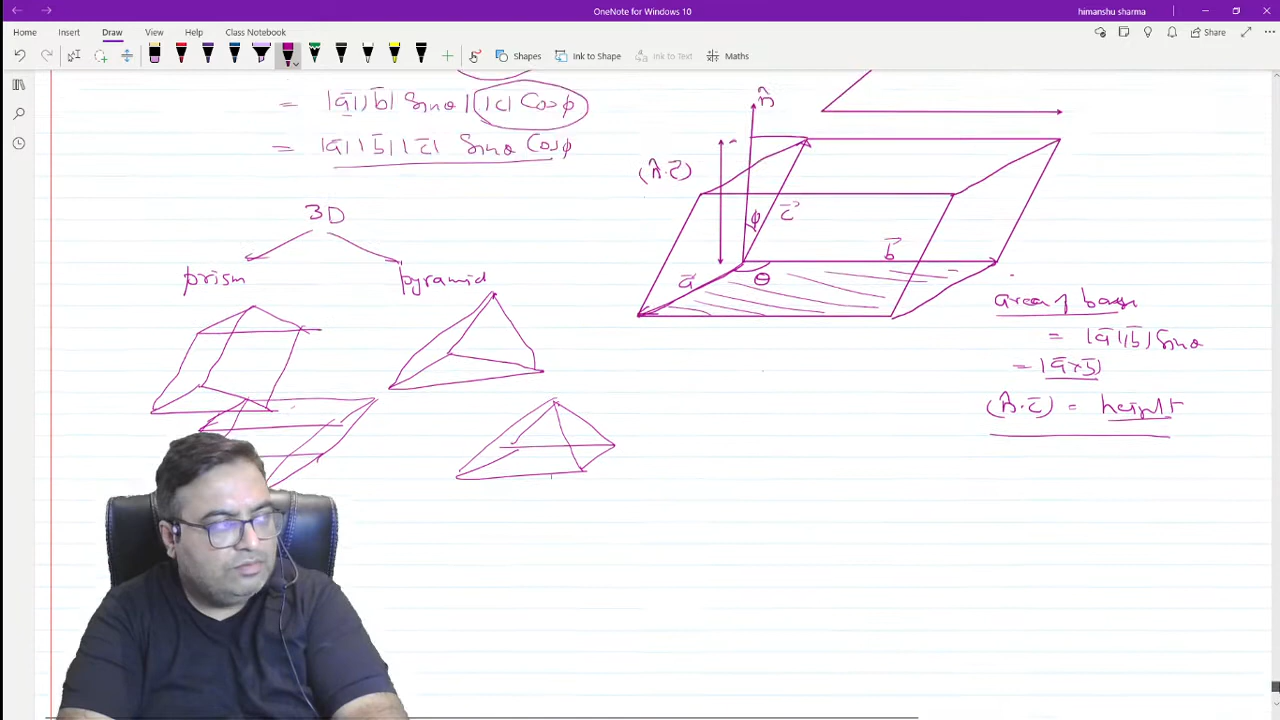 OneNote for Windows 10
himanshu sharma
Home Insert Draw View Help Class Notebook
Share
Shapes Ink to Shape Ink to Text Maths
= |a̅||b̅| Sinθ |c| Cosϕ
= |a̅||b̅||c̅| Sinθ Cosϕ
3D
prism pyramid
n̂
(n̂·c̅)
ϕ
c̅
b̅
a̅
θ
area of base
= |a̅||b̅| Sinθ
= |a̅×b̅|
(n̂·c̅) = height